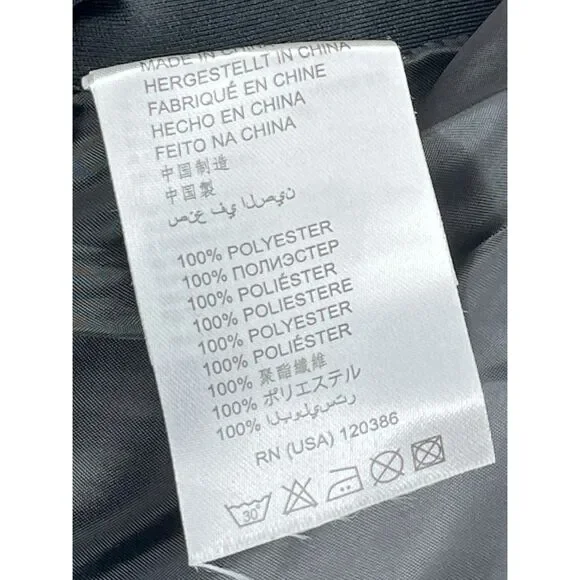 MADE IN CHINA
HERGESTELLT IN CHINA
FABRIQUÉ EN CHINE
HECHO EN CHINA
FEITO NA CHINA
中国制造
中国製
صنع في الصين
100% POLYESTER
100% ПОЛИЭСТЕР
100% POLIÉSTER
100% POLIESTERE
100% POLYESTER
100% POLIÉSTER
100% 聚酯纖維
100% ポリエステル
100% البوليستر
RN (USA) 120386
30°